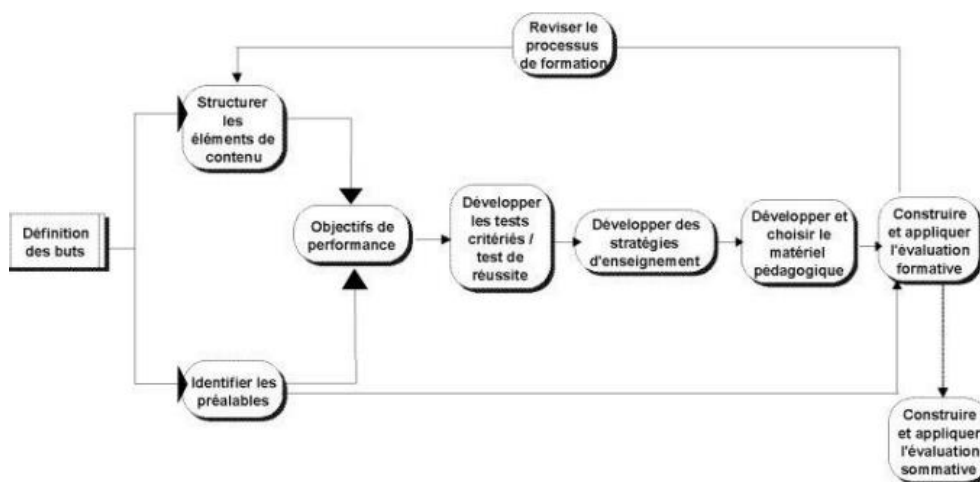 Reviser le
processus
de formation
Structurer
les
éléments de
contenu
Définition
des buts
Objectifs de
performance
Développer
les tests
critériés /
test de
réussite
Développer des
stratégies
d'enseignement
Développer et
choisir le
matériel
pédagogique
Construire
et appliquer
l'évaluation
formative
Identifier les
préalables
Construire
et appliquer
l'évaluation
sommative